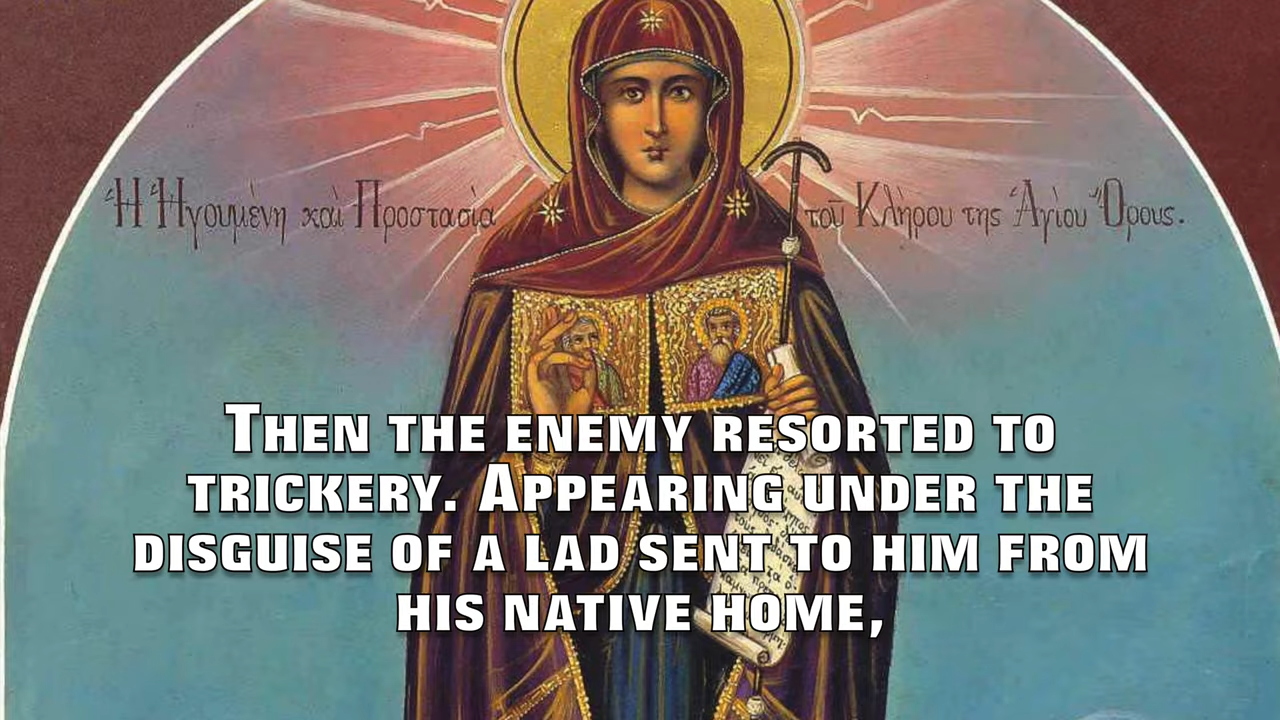 Ἡ Ἡγουμένη καὶ Προστασία τοῦ Κλήρου της Ἁγίου Ὄρους.
Then the enemy resorted to
trickery. Appearing under the
disguise of a lad sent to him from
his native home,